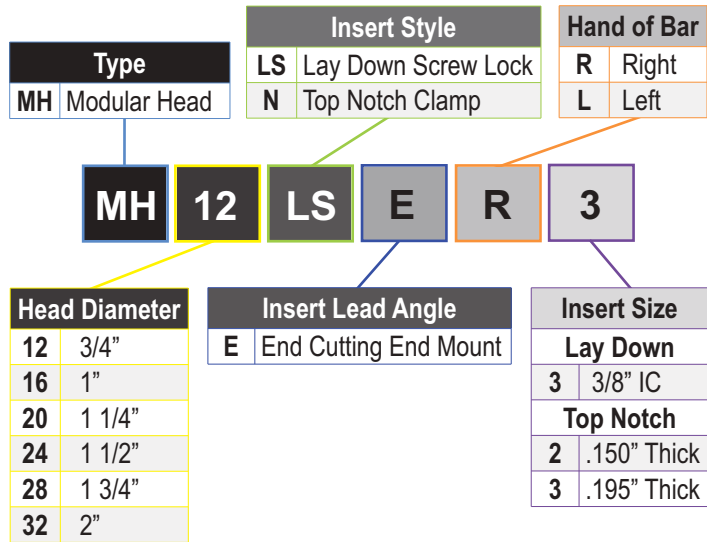 Type
MH Modular Head
Insert Style
LS Lay Down Screw Lock
N Top Notch Clamp
Hand of Bar
R Right
L Left
MH 12 LS E R 3
Head Diameter
12 3/4”
16 1”
20 1 1/4”
24 1 1/2”
28 1 3/4”
32 2”
Insert Lead Angle
E End Cutting End Mount
Insert Size
Lay Down
3 3/8” IC
Top Notch
2 .150” Thick
3 .195” Thick